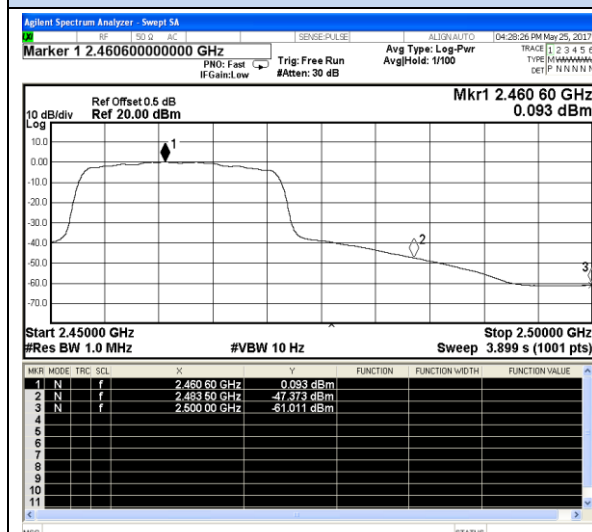 Agilent Spectrum Analyzer - Swept SA
RF 50 Ω AC SENSE:PULSE ALIGN AUTO 04:28:26 PM May 25, 2017
Marker 1 2.460600000000 GHz
PNO: Fast
IFGain:Low
Trig: Free Run
#Atten: 30 dB
Avg Type: Log-Pwr
Avg|Hold: 1/100
TRACE 1 2 3 4 5 6
TYPE M
DET P N N N N
Ref Offset 0.5 dB
10 dB/div Ref 20.00 dBm
Mkr1 2.460 60 GHz
0.093 dBm
Log
10.0
0.00
-10.0
-20.0
-30.0
-40.0
-50.0
-60.0
-70.0
1
2
3
Start 2.45000 GHz Stop 2.50000 GHz
#Res BW 1.0 MHz #VBW 10 Hz Sweep 3.899 s (1001 pts)
MKR MODE TRC SCL X Y FUNCTION FUNCTION WIDTH FUNCTION VALUE
1 N f 2.460 60 GHz 0.093 dBm
2 N f 2.483 50 GHz -47.373 dBm
3 N f 2.500 00 GHz -61.011 dBm
4
5
6
7
8
9
10
11
MSG STATUS